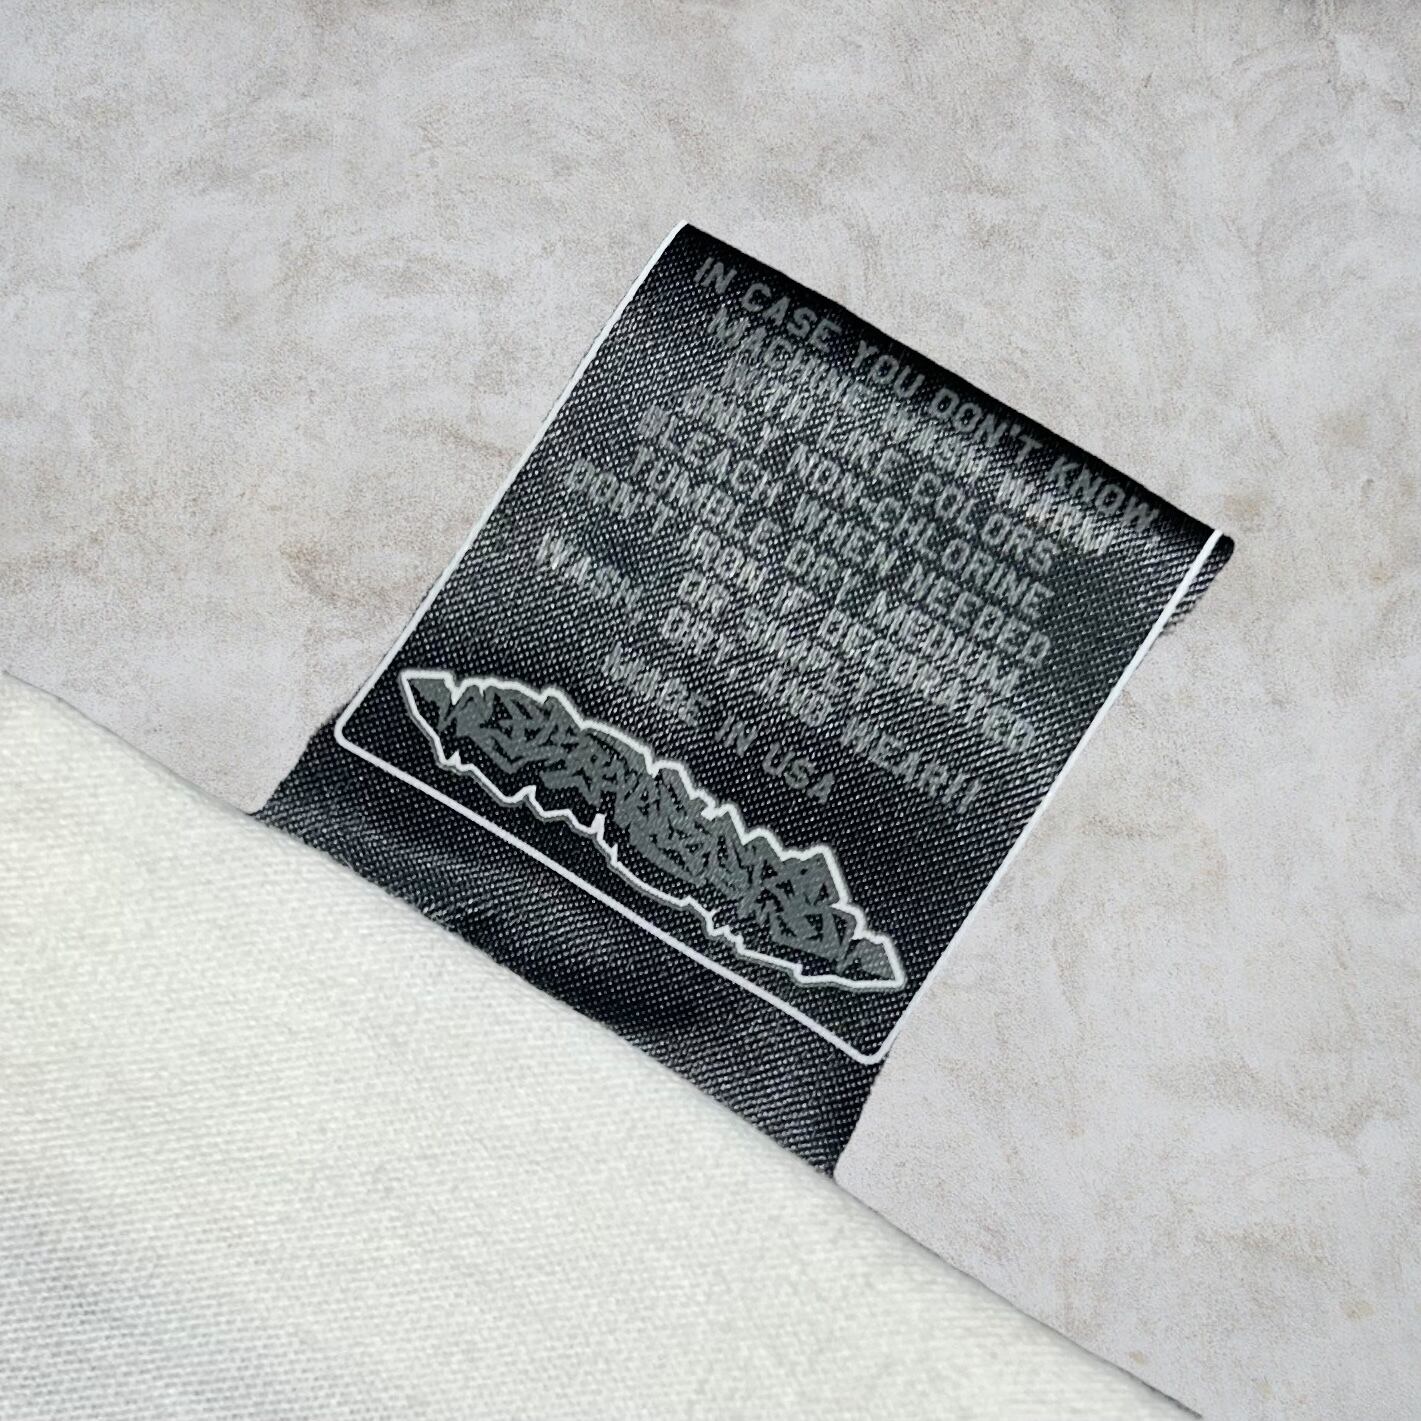 IN CASE YOU DON'T KNOW
MACHINE WASH WARM
WITH LIKE COLORS
ONLY NON-CHLORINE
BLEACH WHEN NEEDED
TUMBLE DRY MEDIUM
DON'T IRON IF DECORATED
OR SIMPLY
WASH, DRY AND WEAR!!
MADE IN USA